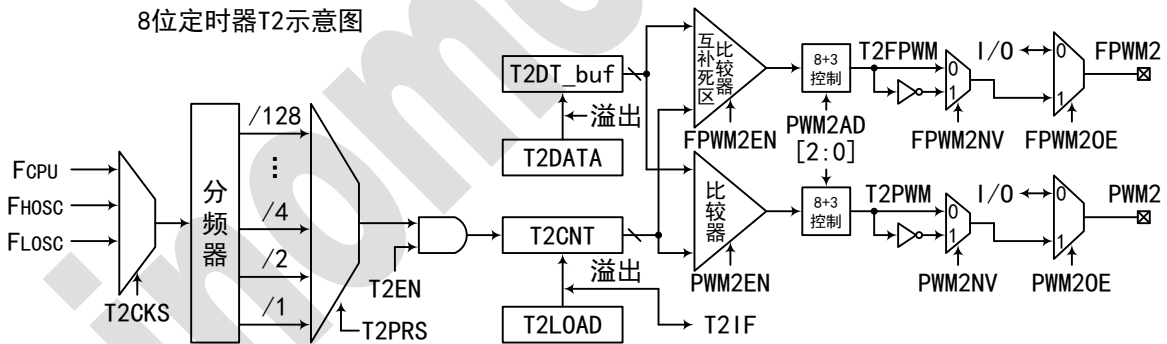 8位定时器T2示意图
FCPU
FHOSC
FLOSC
T2CKS
分频器
/128
⋮
/4
/2
/1
T2PRS
T2EN
T2DT_buf
溢出
T2DATA
T2CNT
溢出
T2LOAD
T2IF
互补死区
比较器
FPWM2EN
比较器
PWM2EN
8+3
控制
PWM2AD
[2:0]
8+3
控制
T2FPWM
0
1
FPWM2NV
I/O
0
1
FPWM2OE
FPWM2
T2PWM
0
1
PWM2NV
I/O
0
1
PWM2OE
PWM2